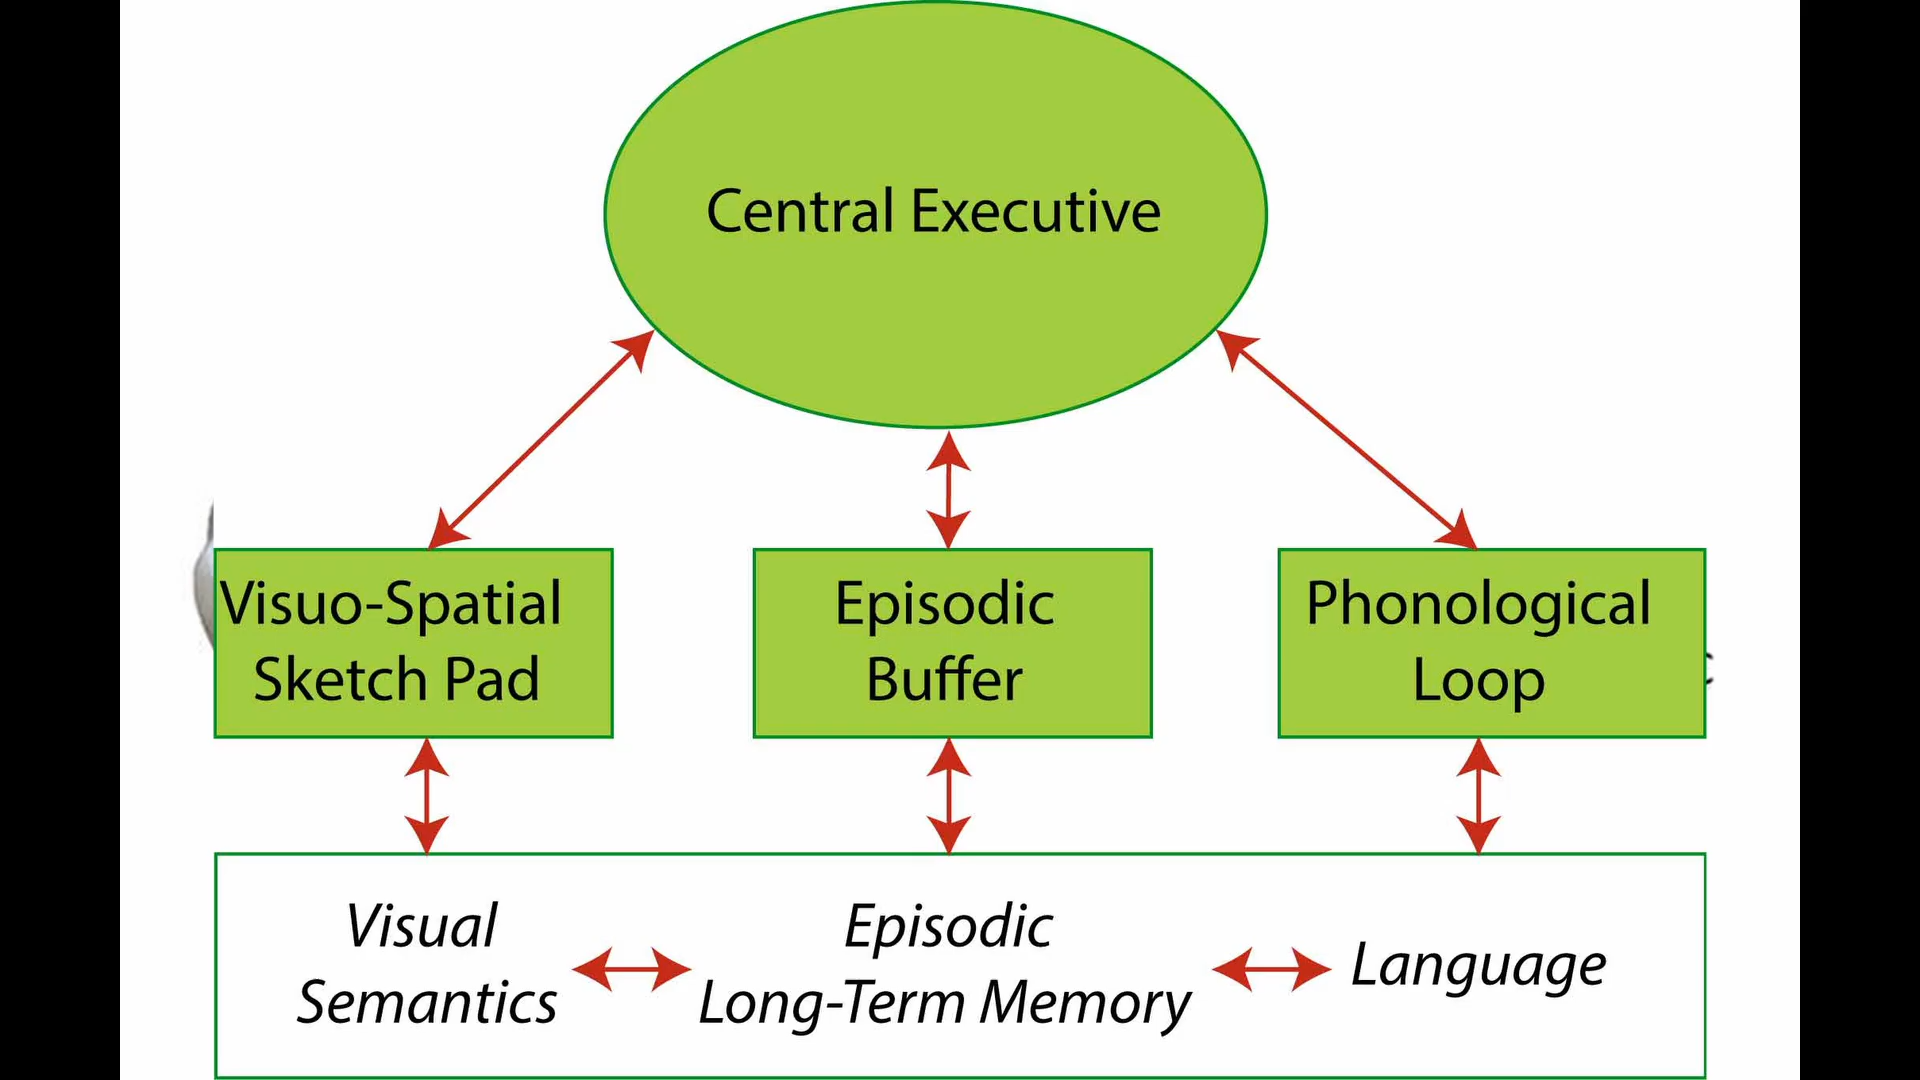 Central Executive
Visuo-Spatial
Sketch Pad
Episodic
Buffer
Phonological
Loop
Visual
Semantics
Episodic
Long-Term Memory
Language